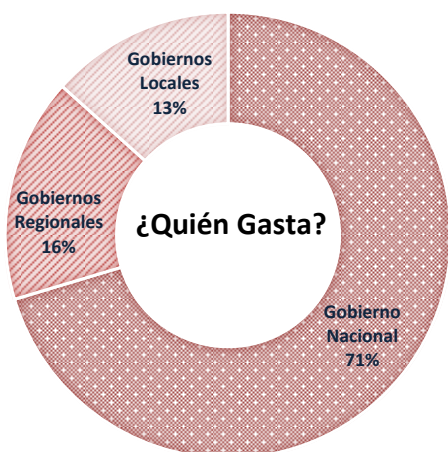 Gobiernos
Locales
13%
Gobiernos
Regionales
16%
¿Quién Gasta?
Gobierno
Nacional
71%